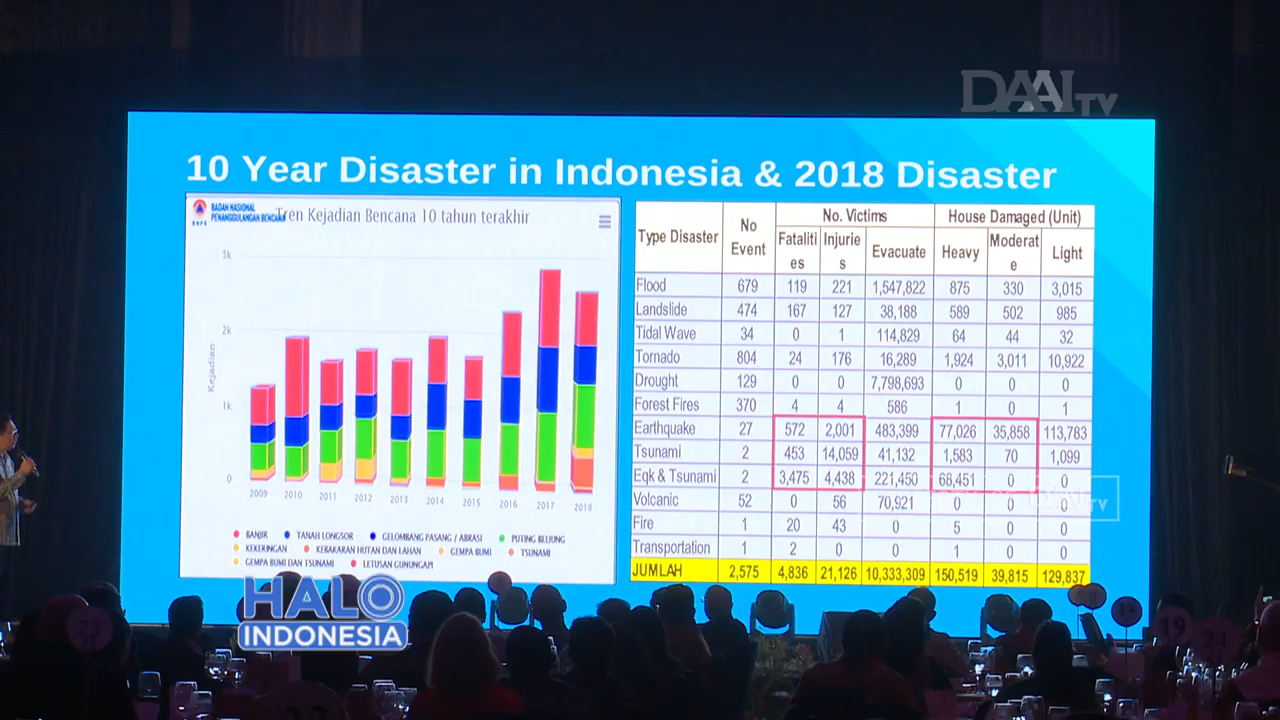 DAAI TV
10 Year Disaster in Indonesia & 2018 Disaster
BADAN NASIONAL
PENANGGULANGAN BENCANA
BNPB
Tren Kejadian Bencana 10 tahun terakhir
Kejadian
3k
2k
1k
0
2009 2010 2011 2012 2013 2014 2015 2016 2017 2018
BANJIR TANAH LONGSOR GELOMBANG PASANG / ABRASI PUTING BELIUNG
KEKERINGAN KEBAKARAN HUTAN DAN LAHAN GEMPA BUMI TSUNAMI
GEMPA BUMI DAN TSUNAMI LETUSAN GUNUNGAPI
Type Disaster No Event No. Victims House Damaged (Unit)
Fatalities Injuries Evacuate Heavy Moderate Light
Flood 679 119 221 1,547,822 875 330 3,015
Landslide 474 167 127 38,188 589 502 985
Tidal Wave 34 0 1 114,829 64 44 32
Tornado 804 24 176 16,289 1,924 3,011 10,922
Drought 129 0 0 7,798,693 0 0 0
Forest Fires 370 4 4 586 1 0 1
Earthquake 27 572 2,001 483,399 77,026 35,858 113,783
Tsunami 2 453 14,059 41,132 1,583 70 1,099
Eqk & Tsunami 2 3,475 4,438 221,450 68,451 0 0
Volcanic 52 0 56 70,921 0 0 0
Fire 1 20 43 0 5 0 0
Transportation 1 2 0 0 1 0 0
JUMLAH 2,575 4,836 21,126 10,333,309 150,519 39,815 129,837
TV
HALO
INDONESIA
19
24